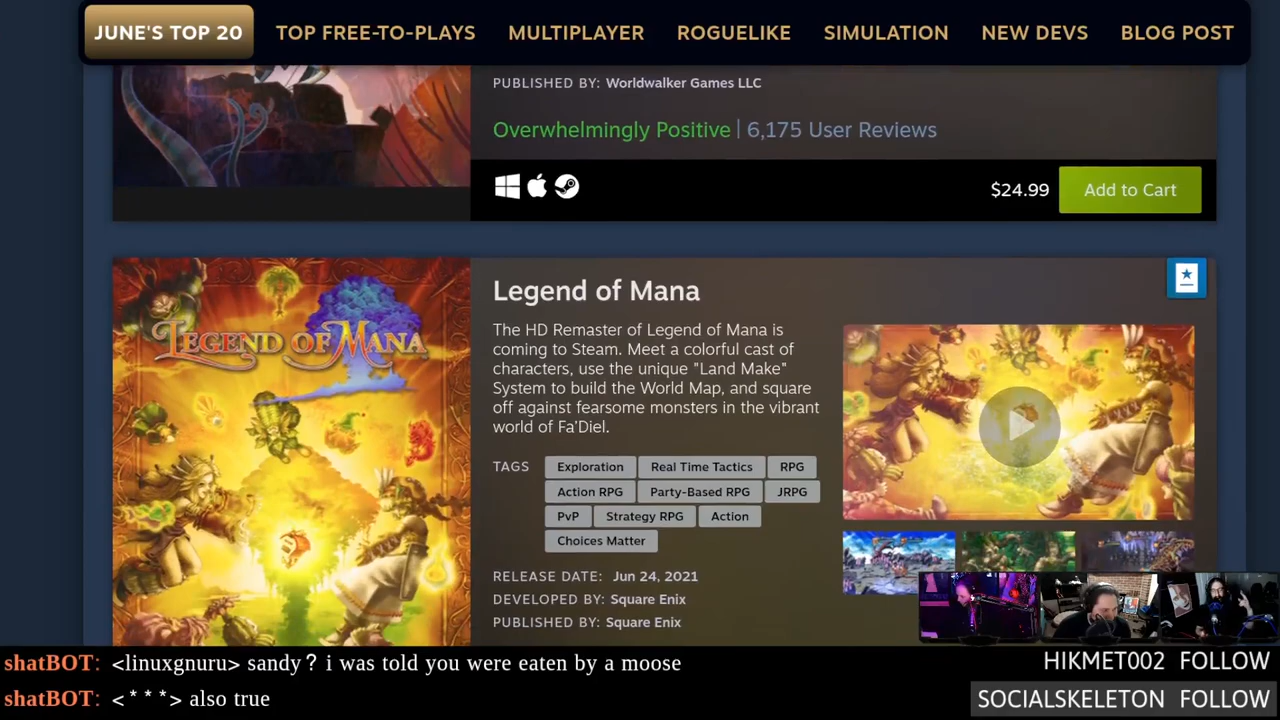 JUNE'S TOP 20 TOP FREE-TO-PLAYS MULTIPLAYER ROGUELIKE SIMULATION NEW DEVS BLOG POST
PUBLISHED BY: Worldwalker Games LLC
Overwhelmingly Positive | 6,175 User Reviews
$24.99 Add to Cart
LEGEND OF MANA
Legend of Mana
The HD Remaster of Legend of Mana is
coming to Steam. Meet a colorful cast of
characters, use the unique "Land Make"
System to build the World Map, and square
off against fearsome monsters in the vibrant
world of Fa'Diel.
TAGS Exploration Real Time Tactics RPG
Action RPG Party-Based RPG JRPG
PvP Strategy RPG Action
Choices Matter
RELEASE DATE: Jun 24, 2021
DEVELOPED BY: Square Enix
PUBLISHED BY: Square Enix
shatBOT: <linuxgnuru> sandy? i was told you were eaten by a moose
shatBOT: <***> also true
HIKMET002 FOLLOW
SOCIALSKELETON FOLLOW